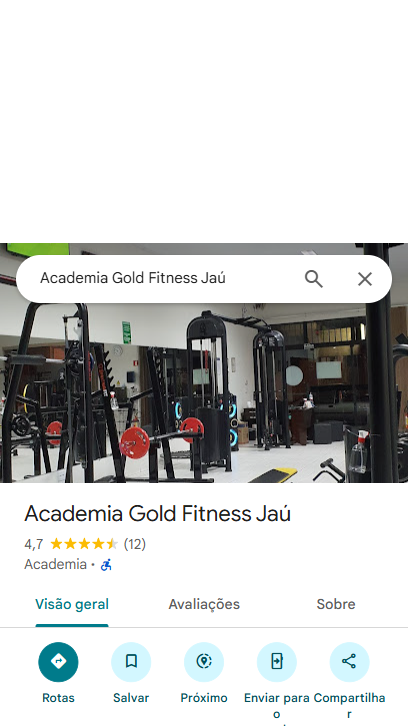 Academia Gold Fitness Jaú
Academia Gold Fitness Jaú
4,7 (12)
Academia ·
Visão geral Avaliações Sobre
Rotas Salvar Próximo Enviar para o Compartilhar